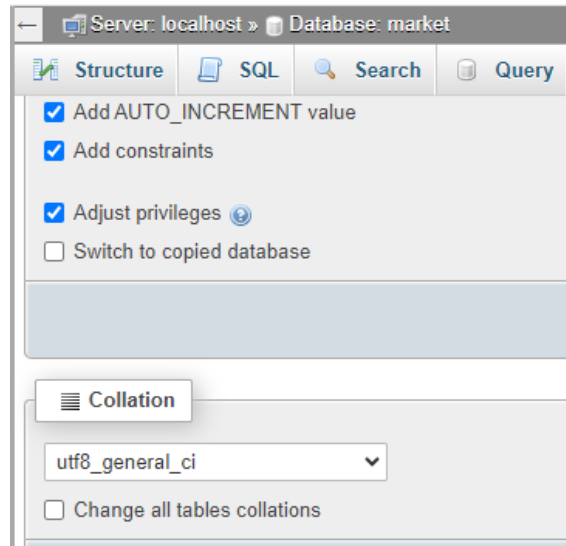 Server: localhost » Database: market
Structure SQL Search Query
Add AUTO_INCREMENT value
Add constraints
Adjust privileges
Switch to copied database
Collation
utf8_general_ci
Change all tables collations